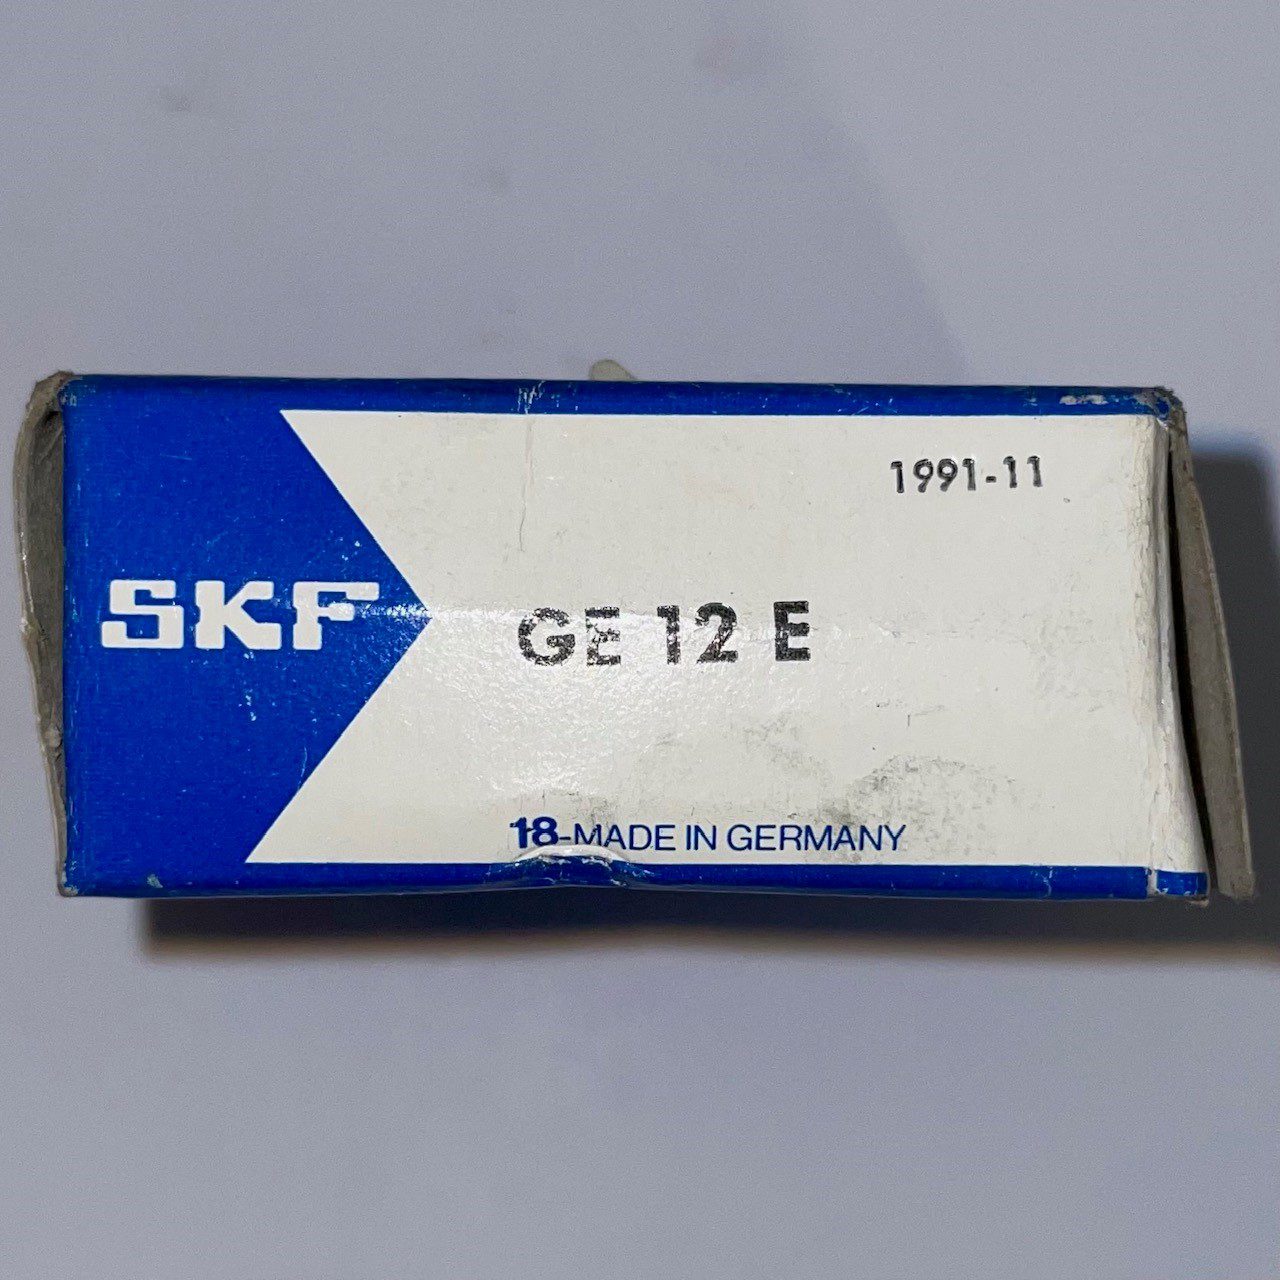 1991-11
SKF
GE 12 E
18-MADE IN GERMANY